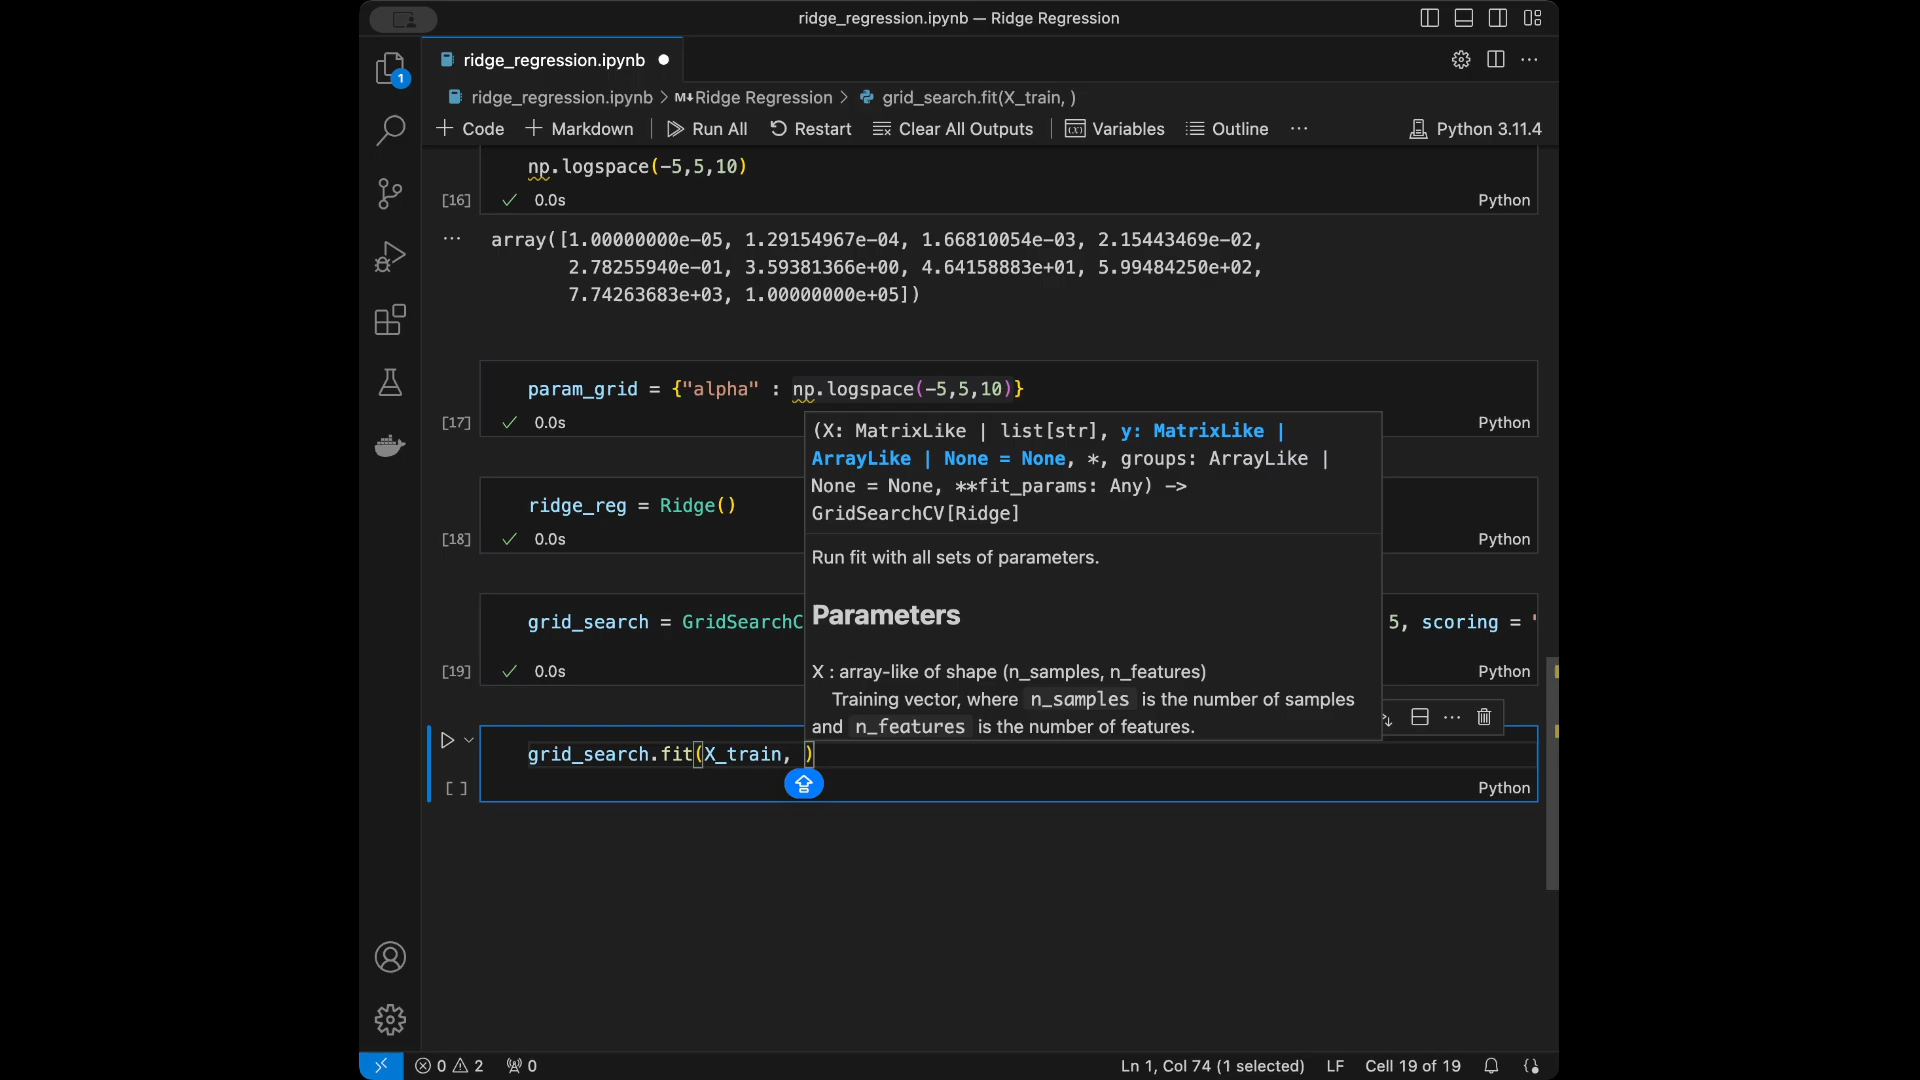 ridge_regression.ipynb — Ridge Regression
1
ridge_regression.ipynb
ridge_regression.ipynb > M↓Ridge Regression > grid_search.fit(X_train, )
+ Code + Markdown Run All Restart Clear All Outputs Variables Outline ... Python 3.11.4
np.logspace(-5,5,10)
[16] ✓ 0.0s Python
... array([1.00000000e-05, 1.29154967e-04, 1.66810054e-03, 2.15443469e-02,
2.78255940e-01, 3.59381366e+00, 4.64158883e+01, 5.99484250e+02,
7.74263683e+03, 1.00000000e+05])
param_grid = {"alpha" : np.logspace(-5,5,10)}
[17] ✓ 0.0s Python
(X: MatrixLike | list[str], y: MatrixLike |
ArrayLike | None = None, *, groups: ArrayLike |
None = None, **fit_params: Any) ->
GridSearchCV[Ridge]
ridge_reg = Ridge()
[18] ✓ 0.0s Python
Run fit with all sets of parameters.
Parameters
grid_search = GridSearchC 5, scoring = '
[19] ✓ 0.0s Python
X : array-like of shape (n_samples, n_features)
Training vector, where n_samples is the number of samples
and n_features is the number of features.
grid_search.fit(X_train, )
[ ] Python
0 2 0 Ln 1, Col 74 (1 selected) LF Cell 19 of 19